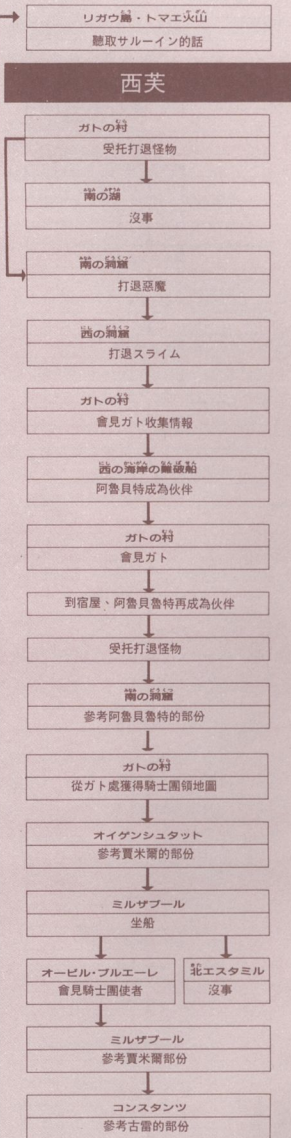 リガウ島・トマエ火山
聽取サルーイン的話
西芙
ガトの村
受托打退怪物
南の湖
沒事
南の洞窟
打退惡魔
西の洞窟
打退スライム
ガトの村
會見ガト收集情報
西の海岸の難破船
阿魯貝特成為伙伴
ガトの村
會見ガト
到宿屋、阿魯貝魯特再成為伙伴
受托打退怪物
南の洞窟
參考阿魯貝魯特的部份
ガトの村
從ガト處獲得騎士團領地圖
オイゲンシュタット
參考賈米爾的部份
ミルザブール
坐船
オービル・ブルエーレ
會見騎士團使者
北エスタミル
沒事
ミルザブール
參考賈米爾部份
コンスタンツ
參考古雷的部份